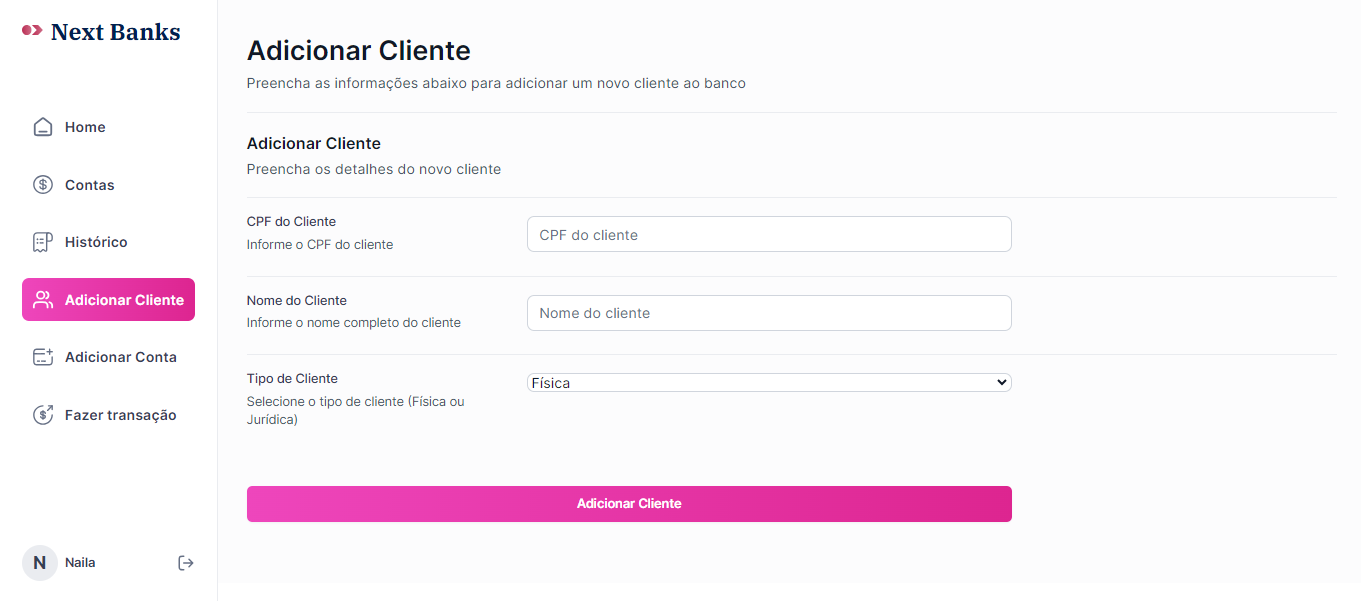 Next Banks
Home
Contas
Histórico
Adicionar Cliente
Adicionar Conta
Fazer transação
N
Naila
Adicionar Cliente
Preencha as informações abaixo para adicionar um novo cliente ao banco
Adicionar Cliente
Preencha os detalhes do novo cliente
CPF do Cliente
Informe o CPF do cliente
CPF do cliente
Nome do Cliente
Informe o nome completo do cliente
Nome do cliente
Tipo de Cliente
Selecione o tipo de cliente (Física ou
Jurídica)
Física
Adicionar Cliente